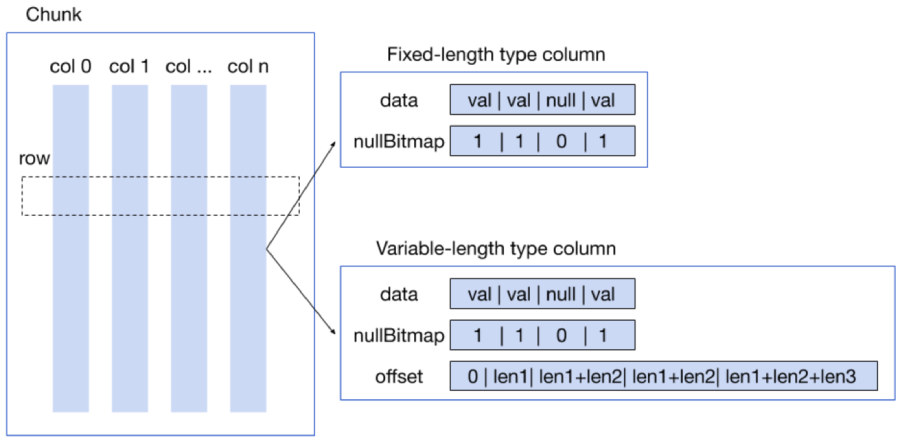 Chunk
col 0 col 1 col ... col n
row
Fixed-length type column
data val | val | null | val
nullBitmap 1 | 1 | 0 | 1
Variable-length type column
data val | val | null | val
nullBitmap 1 | 1 | 0 | 1
offset 0 | len1| len1+len2| len1+len2| len1+len2+len3